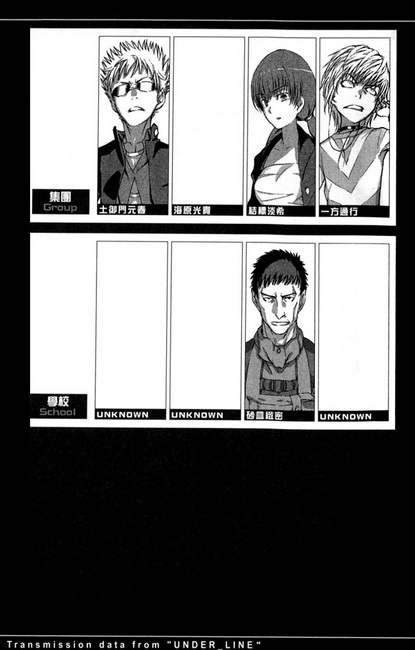 集團
Group
土御門元春
海原光貴
結標淡希
一方通行
學校
School
UNKNOWN
UNKNOWN
砂皿緻密
UNKNOWN
Transmission data from "UNDER_LINE"